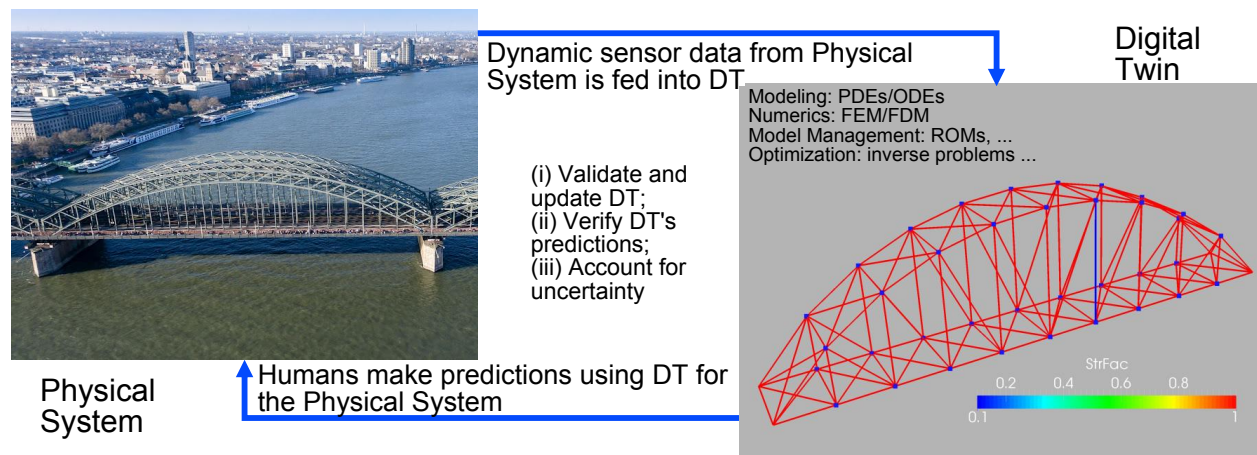 Dynamic sensor data from Physical
System is fed into DT
Digital
Twin
Modeling: PDEs/ODEs
Numerics: FEM/FDM
Model Management: ROMs, ...
Optimization: inverse problems ...
(i) Validate and
update DT;
(ii) Verify DT's
predictions;
(iii) Account for
uncertainty
StrFac
0.2 0.4 0.6 0.8
0.1 1
Physical
System
Humans make predictions using DT for
the Physical System